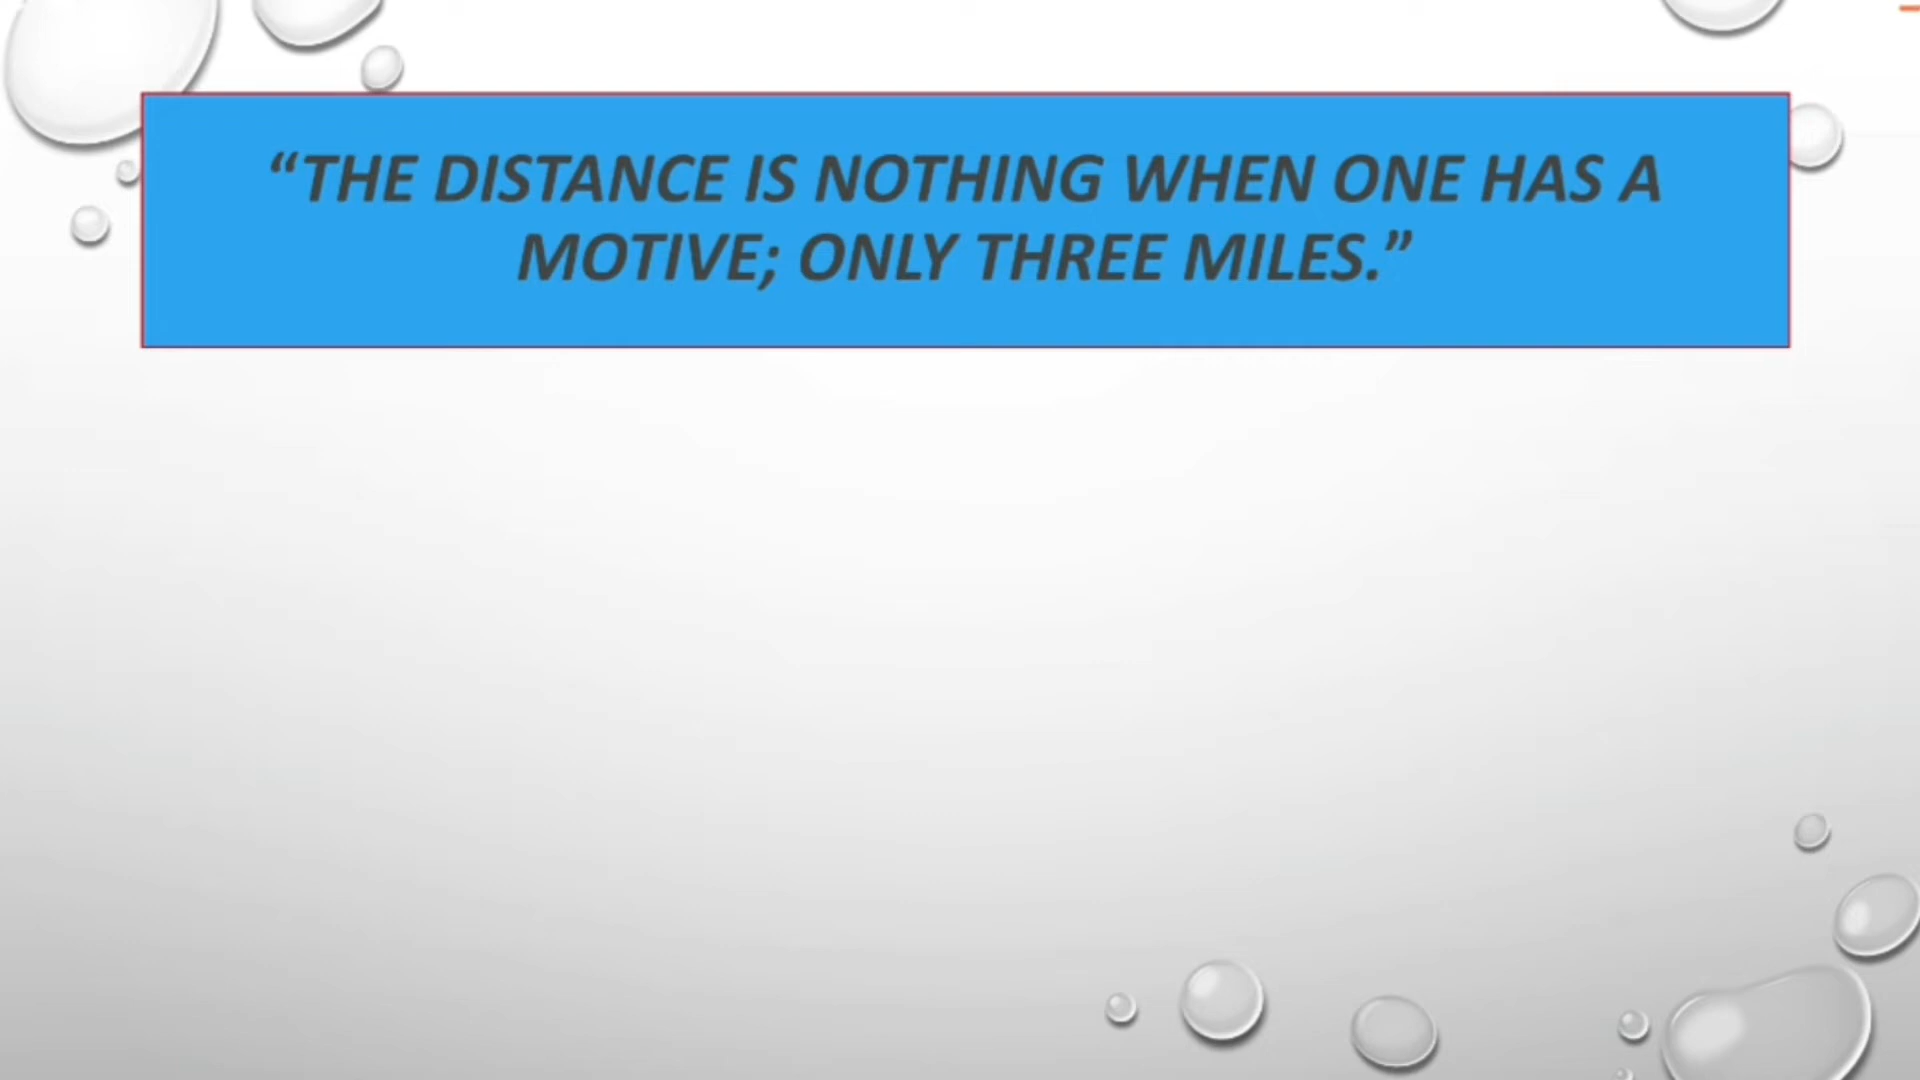 “THE DISTANCE IS NOTHING WHEN ONE HAS A
MOTIVE; ONLY THREE MILES.”